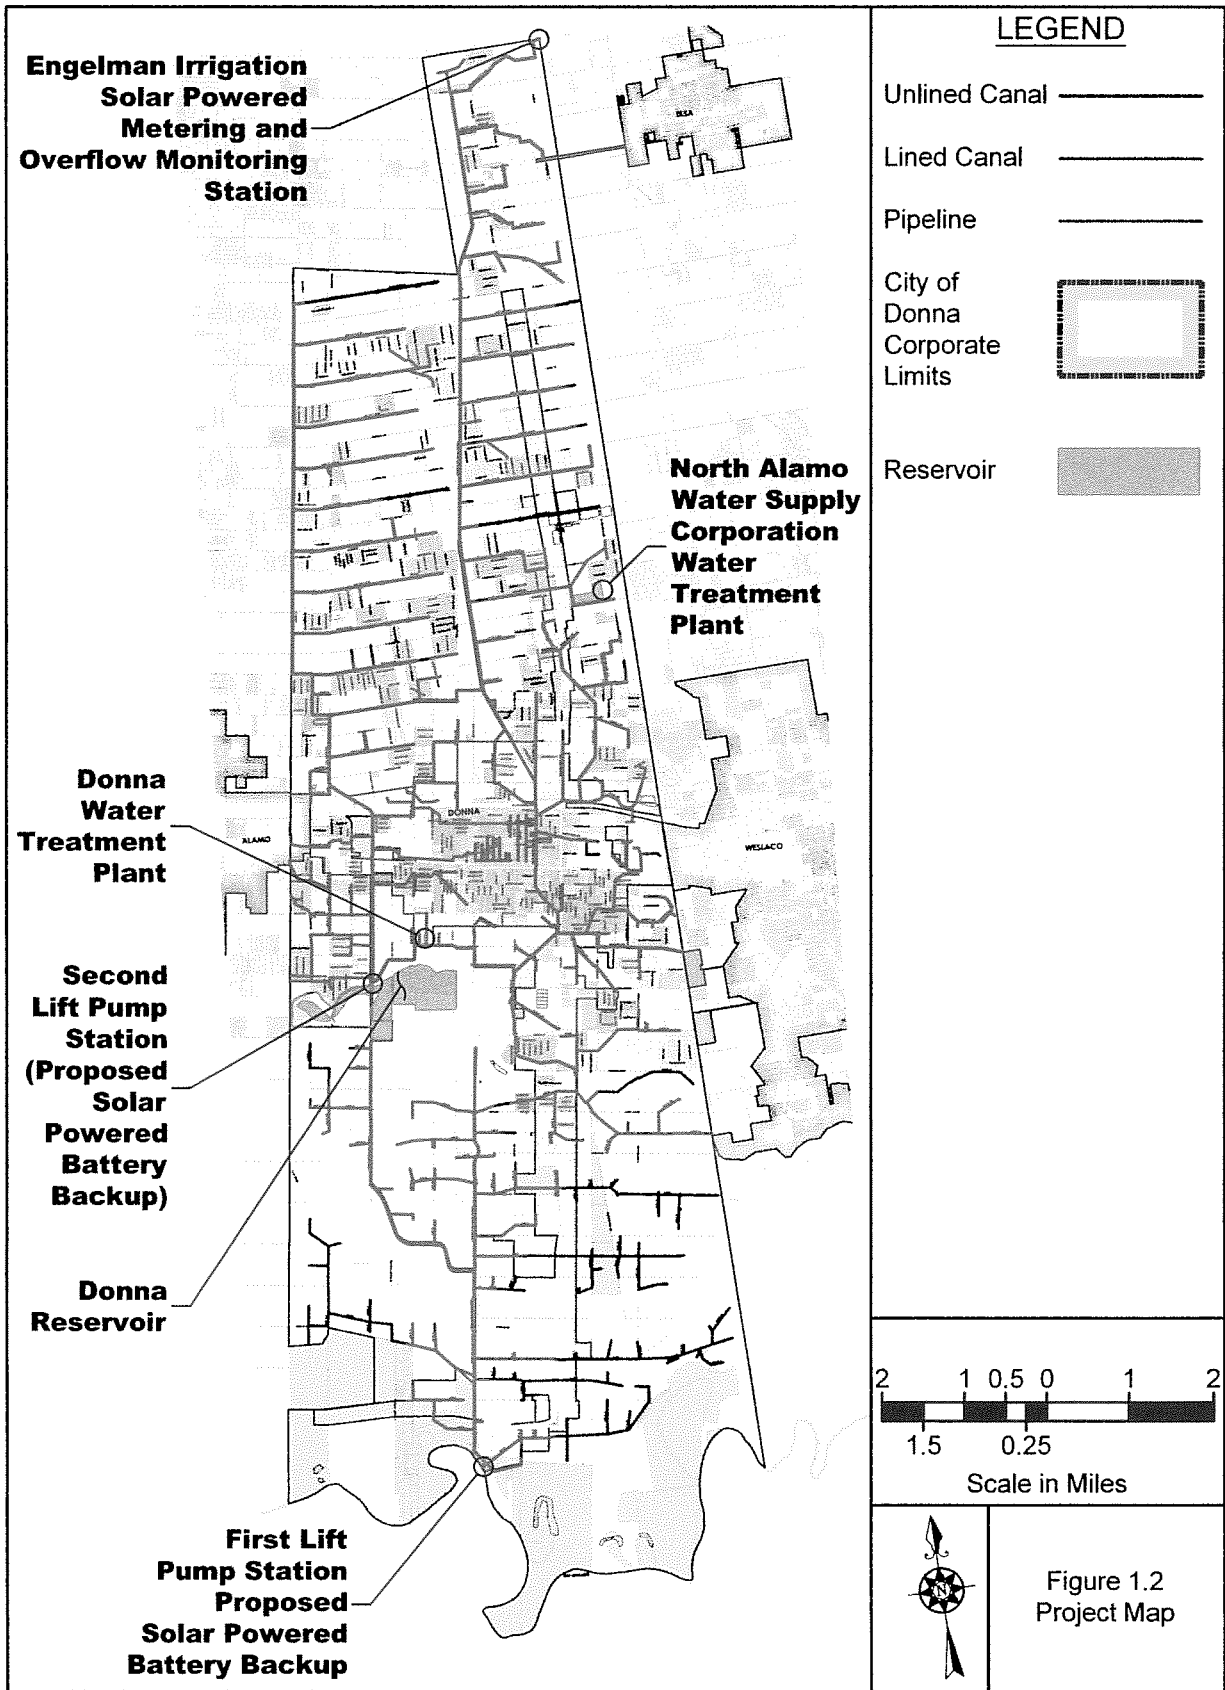 Engelman Irrigation
Solar Powered
Metering and
Overflow Monitoring
Station
ELSA
North Alamo
Water Supply
Corporation
Water
Treatment
Plant
Donna
Water
Treatment
Plant
DONNA
ALAMO
WESLACO
Second
Lift Pump
Station
(Proposed
Solar
Powered
Battery
Backup)
Donna
Reservoir
First Lift
Pump Station
Proposed
Solar Powered
Battery Backup
LEGEND
Unlined Canal
Lined Canal
Pipeline
City of
Donna
Corporate
Limits
Reservoir
2 1 0.5 0 1 2
1.5 0.25
Scale in Miles
N
Figure 1.2
Project Map